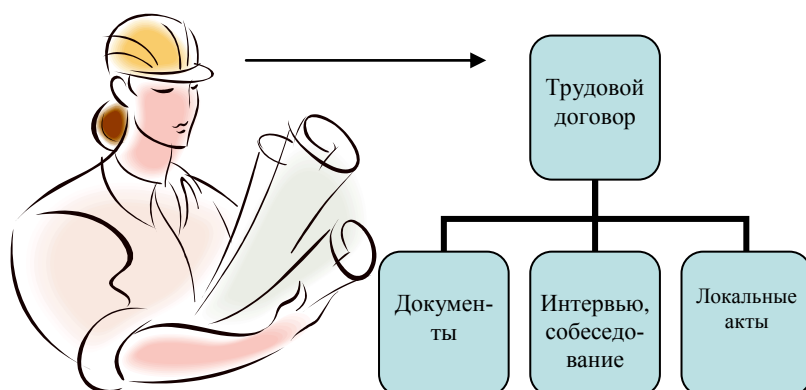 Трудовой
договор
Докумен-
ты
Интервью,
собеседо-
вание
Локальные
акты